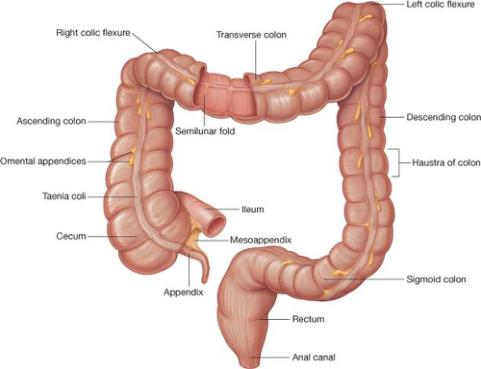 Left colic flexure
Right colic flexure
Transverse colon
Ascending colon
Semilunar fold
Descending colon
Omental appendices
Haustra of colon
Taenia coli
Ileum
Cecum
Mesoappendix
Appendix
Sigmoid colon
Rectum
Anal canal